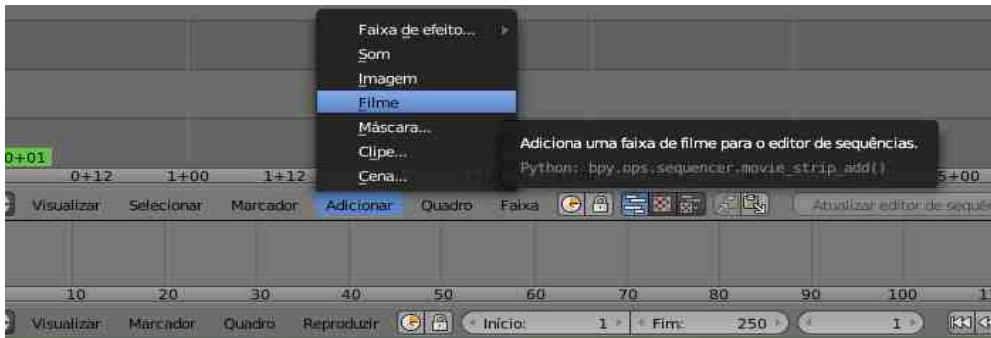 Faixa de efeito...
Som
Imagem
Filme
Máscara...
Clipe...
Cena...
Adiciona uma faixa de filme para o editor de sequências.
Python: bpy.ops.sequencer.movie_strip_add()
0+01
0+12 1+00 1+12 5+00
Visualizar Selecionar Marcador Adicionar Quadro Faixa Atualizar editor de sequên
10 20 30 40 50 60 70 80 90 100
Visualizar Marcador Quadro Reproduzir Início: 1 Fim: 250 1